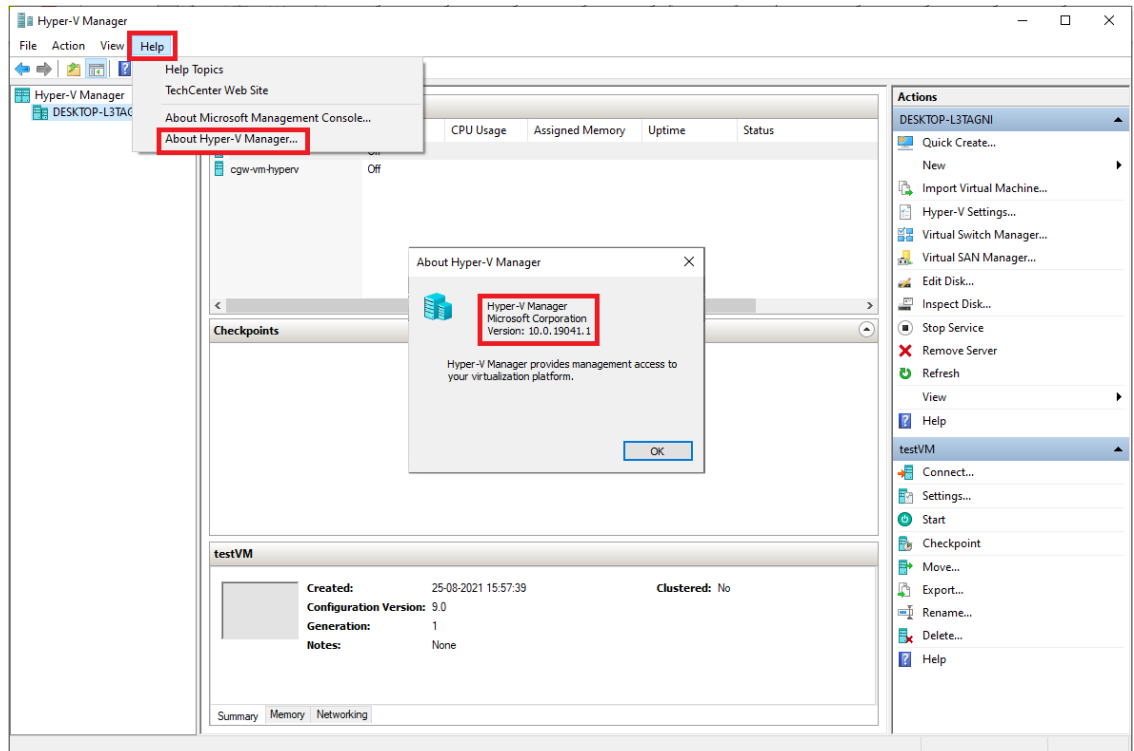 Hyper-V Manager
File Action View Help
Help Topics
TechCenter Web Site
About Microsoft Management Console...
About Hyper-V Manager...
Hyper-V Manager
DESKTOP-L3TAG
CPU Usage Assigned Memory Uptime Status
cgw-vm-hyperv Off
About Hyper-V Manager
Hyper-V Manager
Microsoft Corporation
Version: 10.0.19041.1
Hyper-V Manager provides management access to
your virtualization platform.
OK
Checkpoints
testVM
Created: 25-08-2021 15:57:39 Clustered: No
Configuration Version: 9.0
Generation: 1
Notes: None
Summary Memory Networking
Actions
DESKTOP-L3TAGNI
Quick Create...
New
Import Virtual Machine...
Hyper-V Settings...
Virtual Switch Manager...
Virtual SAN Manager...
Edit Disk...
Inspect Disk...
Stop Service
Remove Server
Refresh
View
Help
testVM
Connect...
Settings...
Start
Checkpoint
Move...
Export...
Rename...
Delete...
Help